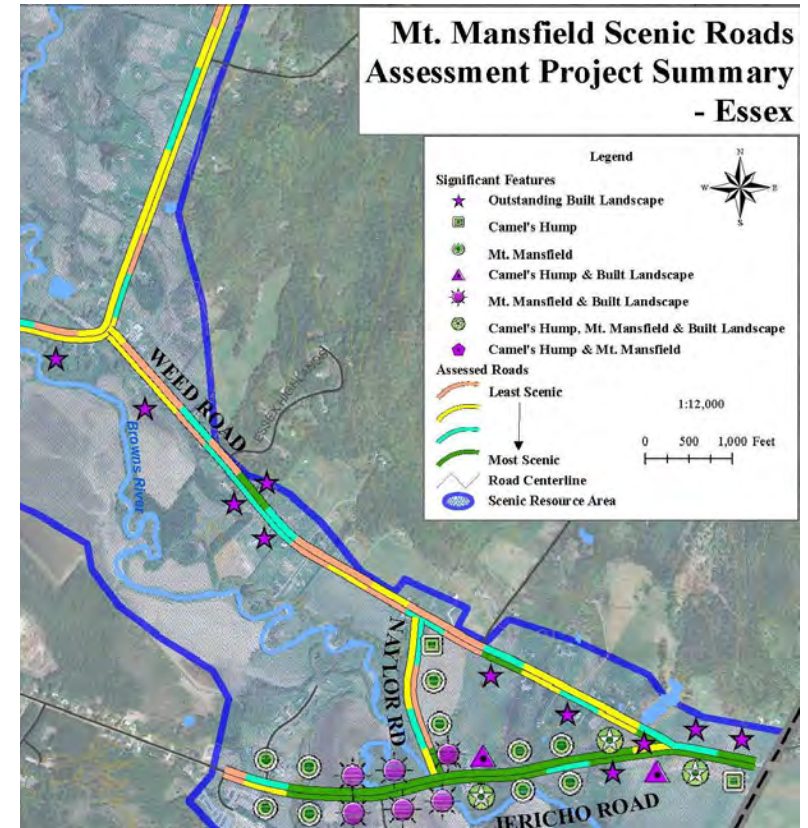 Mt. Mansfield Scenic Roads
Assessment Project Summary
- Essex
Legend
Significant Features
Outstanding Built Landscape
Camel's Hump
Mt. Mansfield
Camel's Hump & Built Landscape
Mt. Mansfield & Built Landscape
Camel's Hump, Mt. Mansfield & Built Landscape
Camel's Hump & Mt. Mansfield
Assessed Roads
Least Scenic
Most Scenic
Road Centerline
Scenic Resource Area
N
W
E
S
1:12,000
0 500 1,000 Feet
WEED ROAD
Browns River
NAYLOR RD
JERICHO ROAD